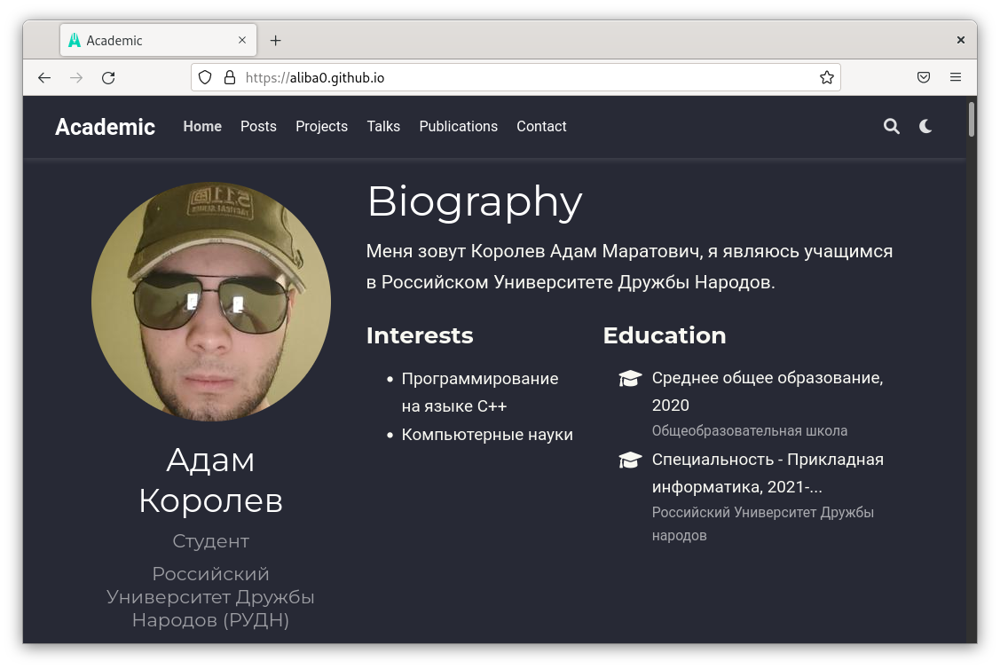 Academic
https://aliba0.github.io
Academic Home Posts Projects Talks Publications Contact
Biography
Меня зовут Королев Адам Маратович, я являюсь учащимся
в Российском Университете Дружбы Народов.
Interests
Программирование
на языке C++
Компьютерные науки
Education
Среднее общее образование,
2020
Общеобразовательная школа
Специальность - Прикладная
информатика, 2021-...
Российский Университет Дружбы
народов
Адам
Королев
Студент
Российский
Университет Дружбы
Народов (РУДН)
5.11